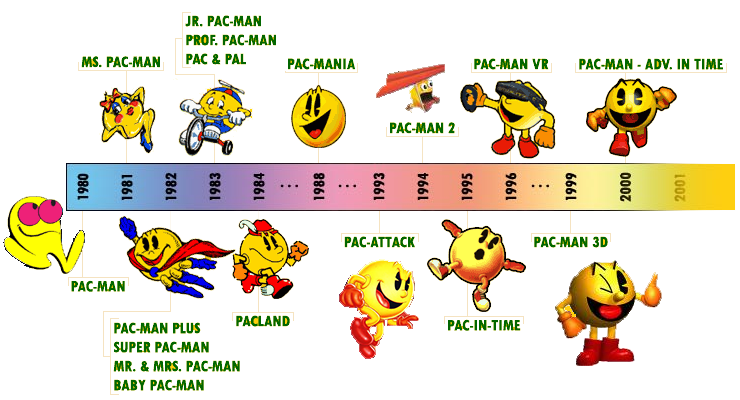 JR. PAC-MAN
PROF. PAC-MAN
PAC & PAL
MS. PAC-MAN
PAC-MANIA
PAC-MAN VR
PAC-MAN - ADV. IN TIME
PAC-MAN 2
1980
1981
1982
1983
1984
...
1988
...
1993
1994
1995
1996
...
1999
2000
2001
PAC-ATTACK
PAC-MAN 3D
PAC-MAN
PACLAND
PAC-IN-TIME
PAC-MAN PLUS
SUPER PAC-MAN
MR. & MRS. PAC-MAN
BABY PAC-MAN